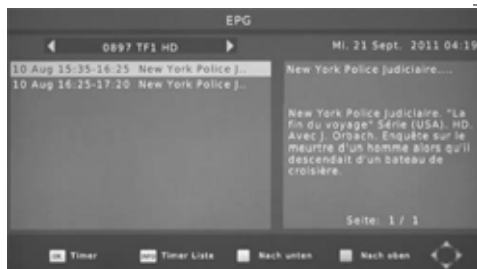 EPG
0897 TF1 HD
Mi. 21 Sept. 2011 04:19
10 Aug 15:35-16:25 New York Police J..
10 Aug 16:25-17:20 New York Police J..
New York Police Judiciaire....
New York Police Judiciaire. "La
fin du voyage" Série (USA). HD.
Avec J. Orbach. Enquête sur le
meurtre d'un homme alors qu'il
descendait d'un bateau de
croisière.
Seite: 1 / 1
OK Timer
INFO Timer Liste
Nach unten
Nach oben